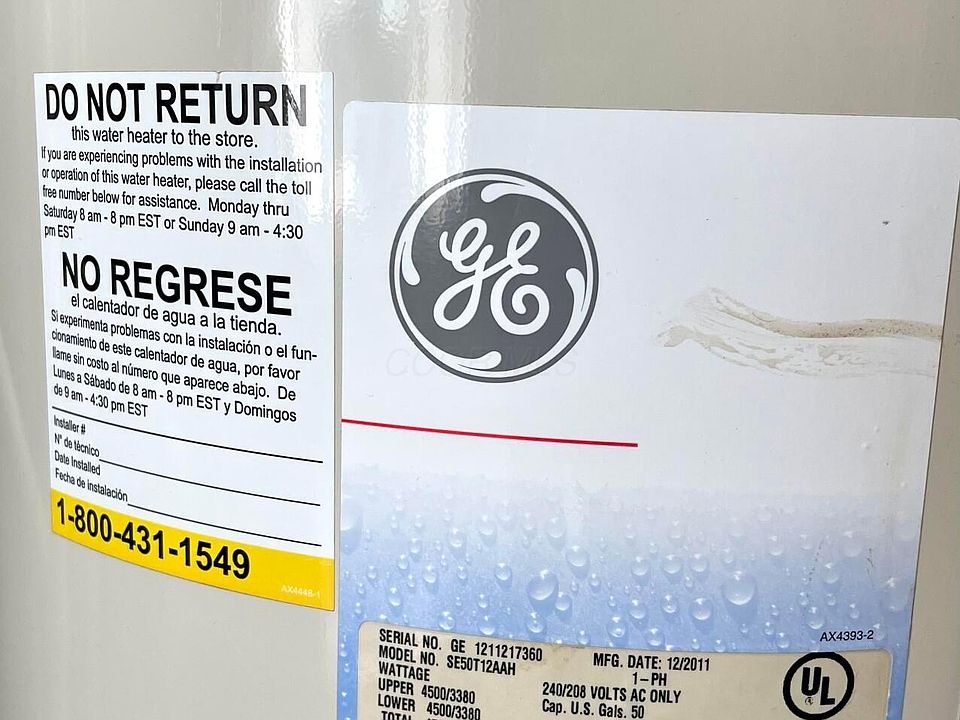 DO NOT RETURN
this water heater to the store.
If you are experiencing problems with the installation
or operation of this water heater, please call the toll
free number below for assistance. Monday thru
Saturday 8 am - 8 pm EST or Sunday 9 am - 4:30
pm EST
NO REGRESE
el calentador de agua a la tienda.
Si experimenta problemas con la instalación o el fun-
cionamiento de este calentador de agua, por favor
llame sin costo al número que aparece abajo. De
Lunes a Sábado de 8 am - 8 pm EST y Domingos
de 9 am - 4:30 pm EST
Installer #
N° de técnico
Date Installed
Fecha de instalación
1-800-431-1549
AX4448-1
GE
AX4393-2
SERIAL NO. GE 1211217360
MODEL NO. SE50T12AAH
WATTAGE
UPPER 4500/3380
LOWER 4500/3380
TOTAL
MFG. DATE: 12/2011
1-PH
240/208 VOLTS AC ONLY
Cap. U.S. Gals. 50
UL